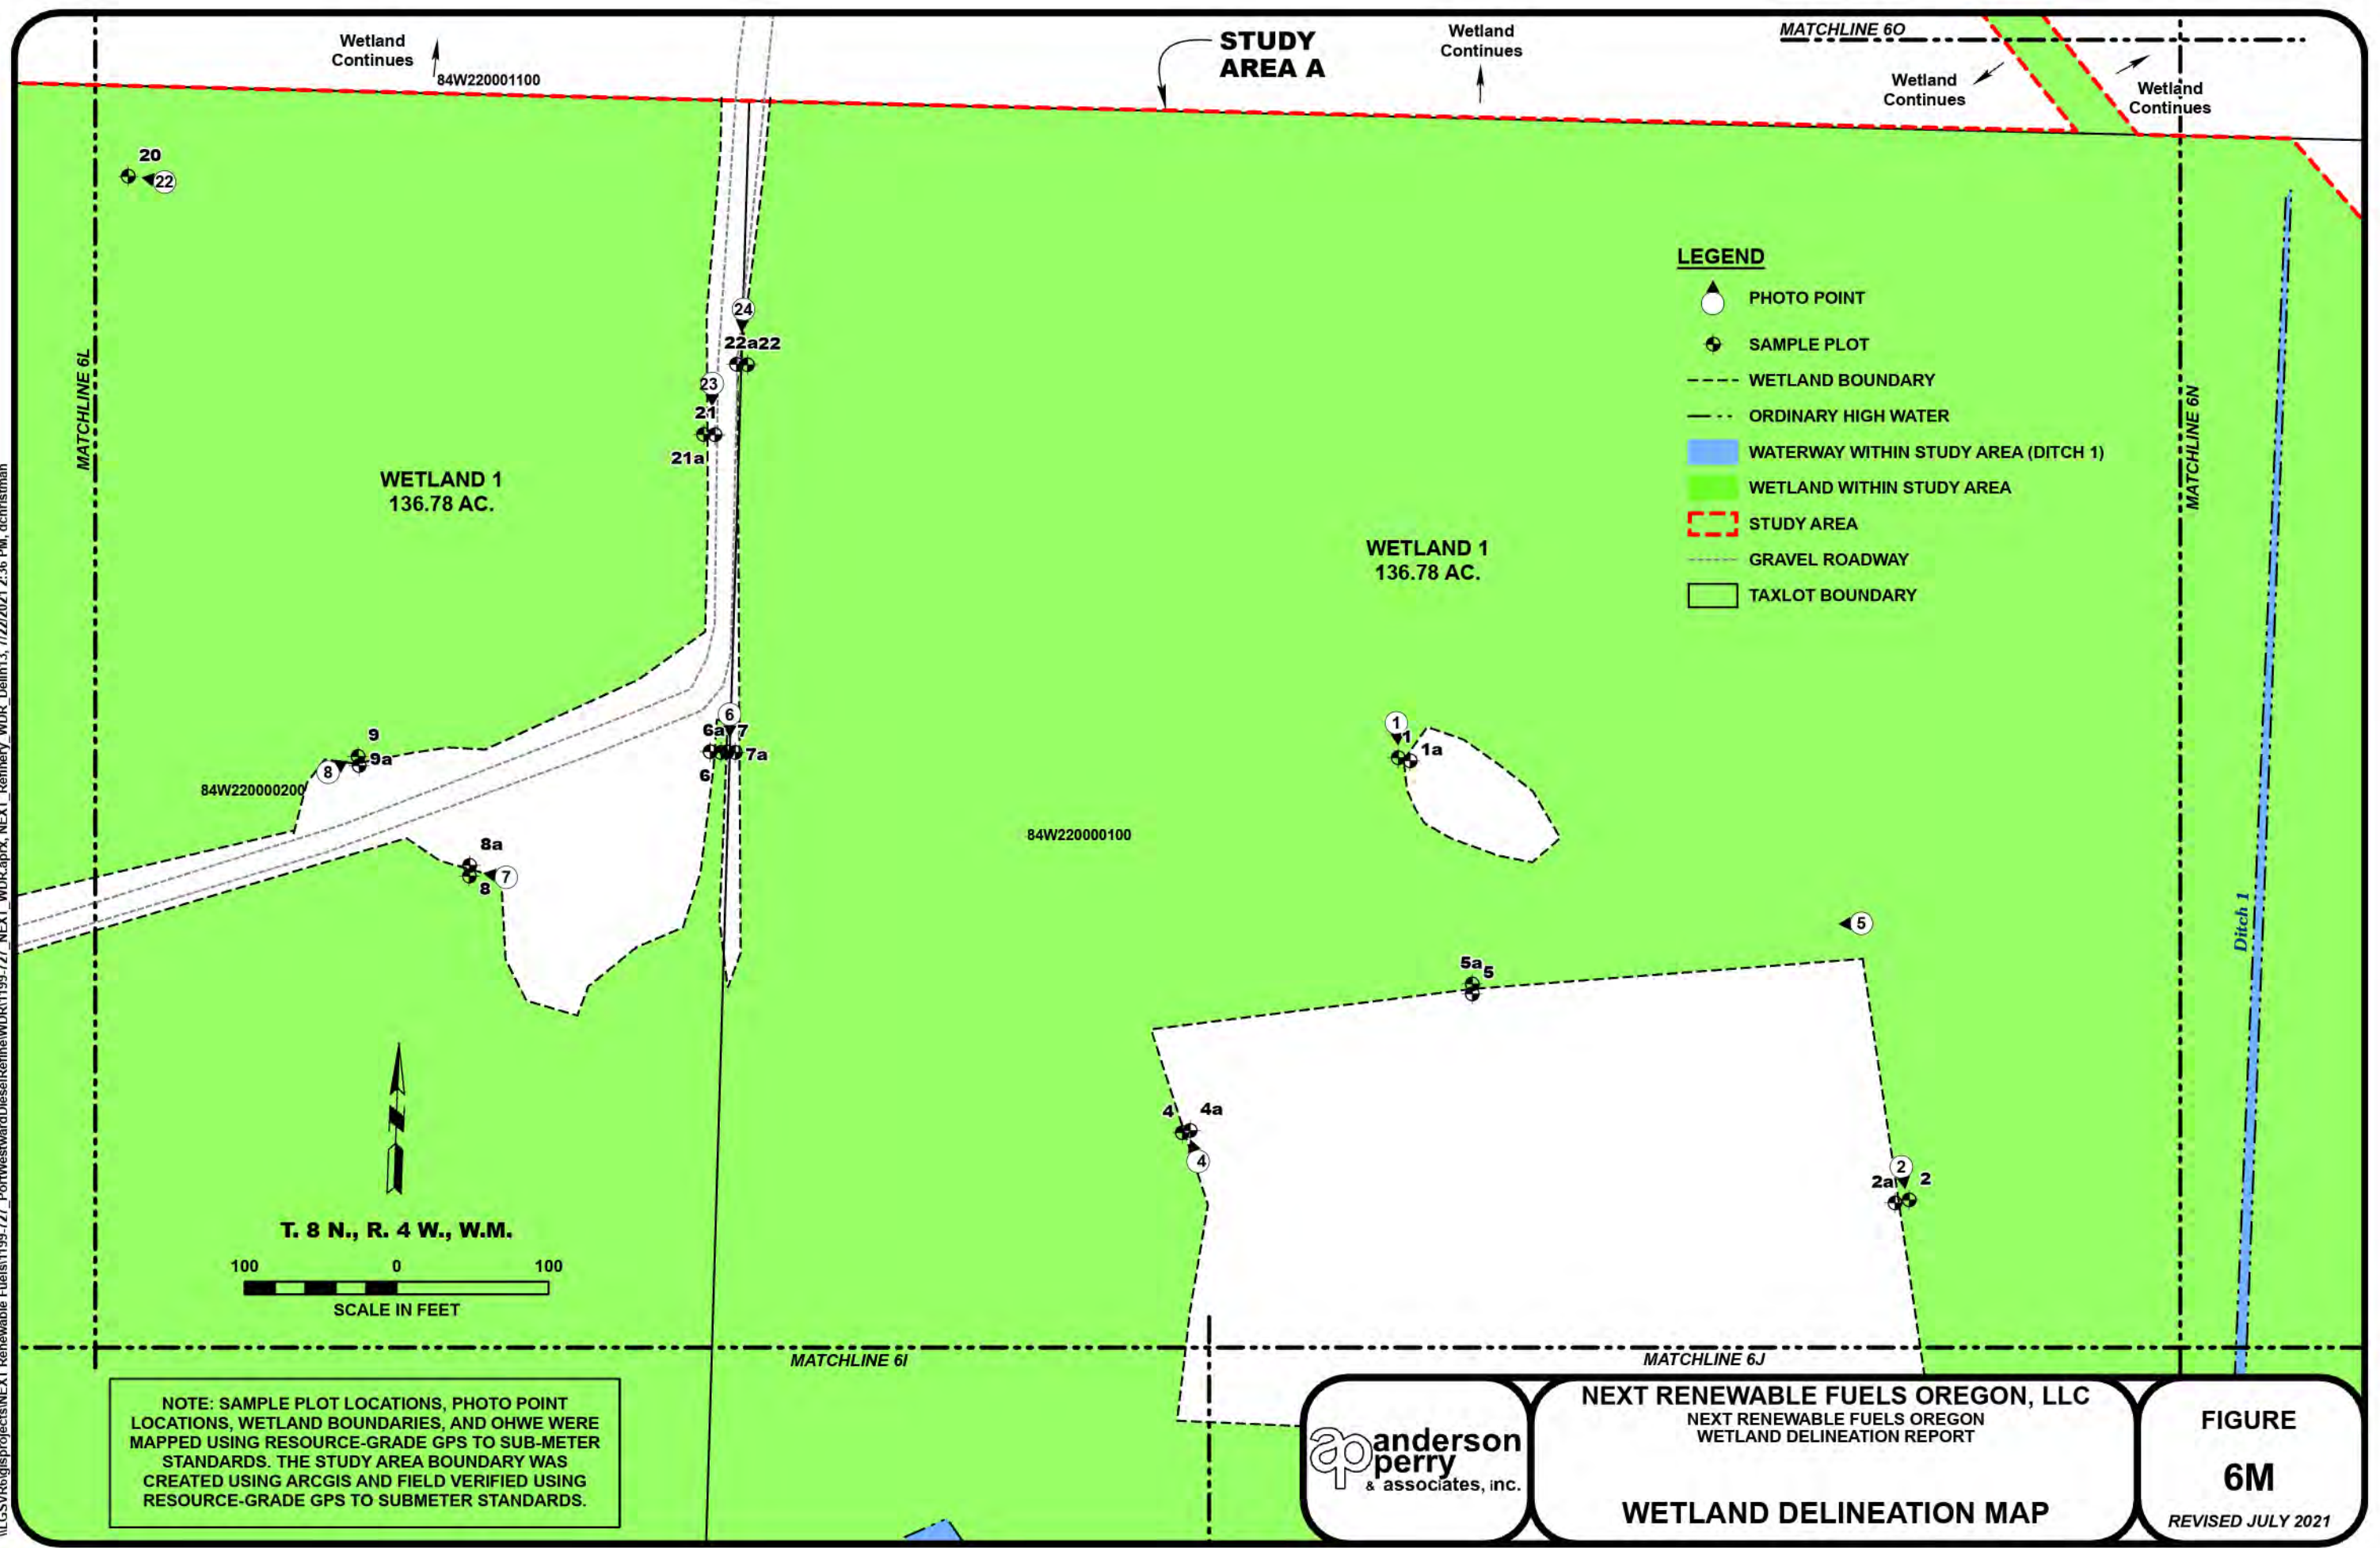 Wetland
Continues
84W220001100
STUDY
AREA A
Wetland
Continues
MATCHLINE 6O
Wetland
Continues
Wetland
Continues
20
22
MATCHLINE 6L
24
22a22
23
21
21a
WETLAND 1
136.78 AC.
WETLAND 1
136.78 AC.
LEGEND
PHOTO POINT
SAMPLE PLOT
WETLAND BOUNDARY
ORDINARY HIGH WATER
WATERWAY WITHIN STUDY AREA (DITCH 1)
WETLAND WITHIN STUDY AREA
STUDY AREA
GRAVEL ROADWAY
TAXLOT BOUNDARY
MATCHLINE 6N
9
9a
8
84W220000200
6
6a
7
7a
6
8a
8
7
1
1
1a
84W220000100
5
5a
5
Ditch 1
4
4a
4
2
2a
2
T. 8 N., R. 4 W., W.M.
100 0 100
SCALE IN FEET
MATCHLINE 6I
MATCHLINE 6J
NOTE: SAMPLE PLOT LOCATIONS, PHOTO POINT
LOCATIONS, WETLAND BOUNDARIES, AND OHWE WERE
MAPPED USING RESOURCE-GRADE GPS TO SUB-METER
STANDARDS. THE STUDY AREA BOUNDARY WAS
CREATED USING ARCGIS AND FIELD VERIFIED USING
RESOURCE-GRADE GPS TO SUBMETER STANDARDS.
ap
anderson
perry
& associates, inc.
NEXT RENEWABLE FUELS OREGON, LLC
NEXT RENEWABLE FUELS OREGON
WETLAND DELINEATION REPORT
WETLAND DELINEATION MAP
FIGURE
6M
REVISED JULY 2021